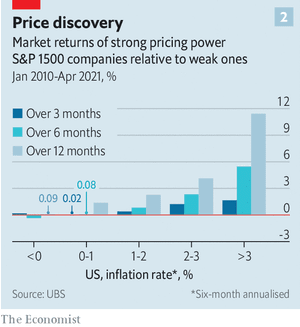 Price discovery
2
Market returns of strong pricing power
S&P 1500 companies relative to weak ones
Jan 2010-Apr 2021, %
Over 3 months
Over 6 months
Over 12 months
12
9
6
3
0
-3
0.09
0.02
0.08
<0
0-1
1-2
2-3
>3
US, inflation rate*, %
Source: UBS
*Six-month annualised
The Economist